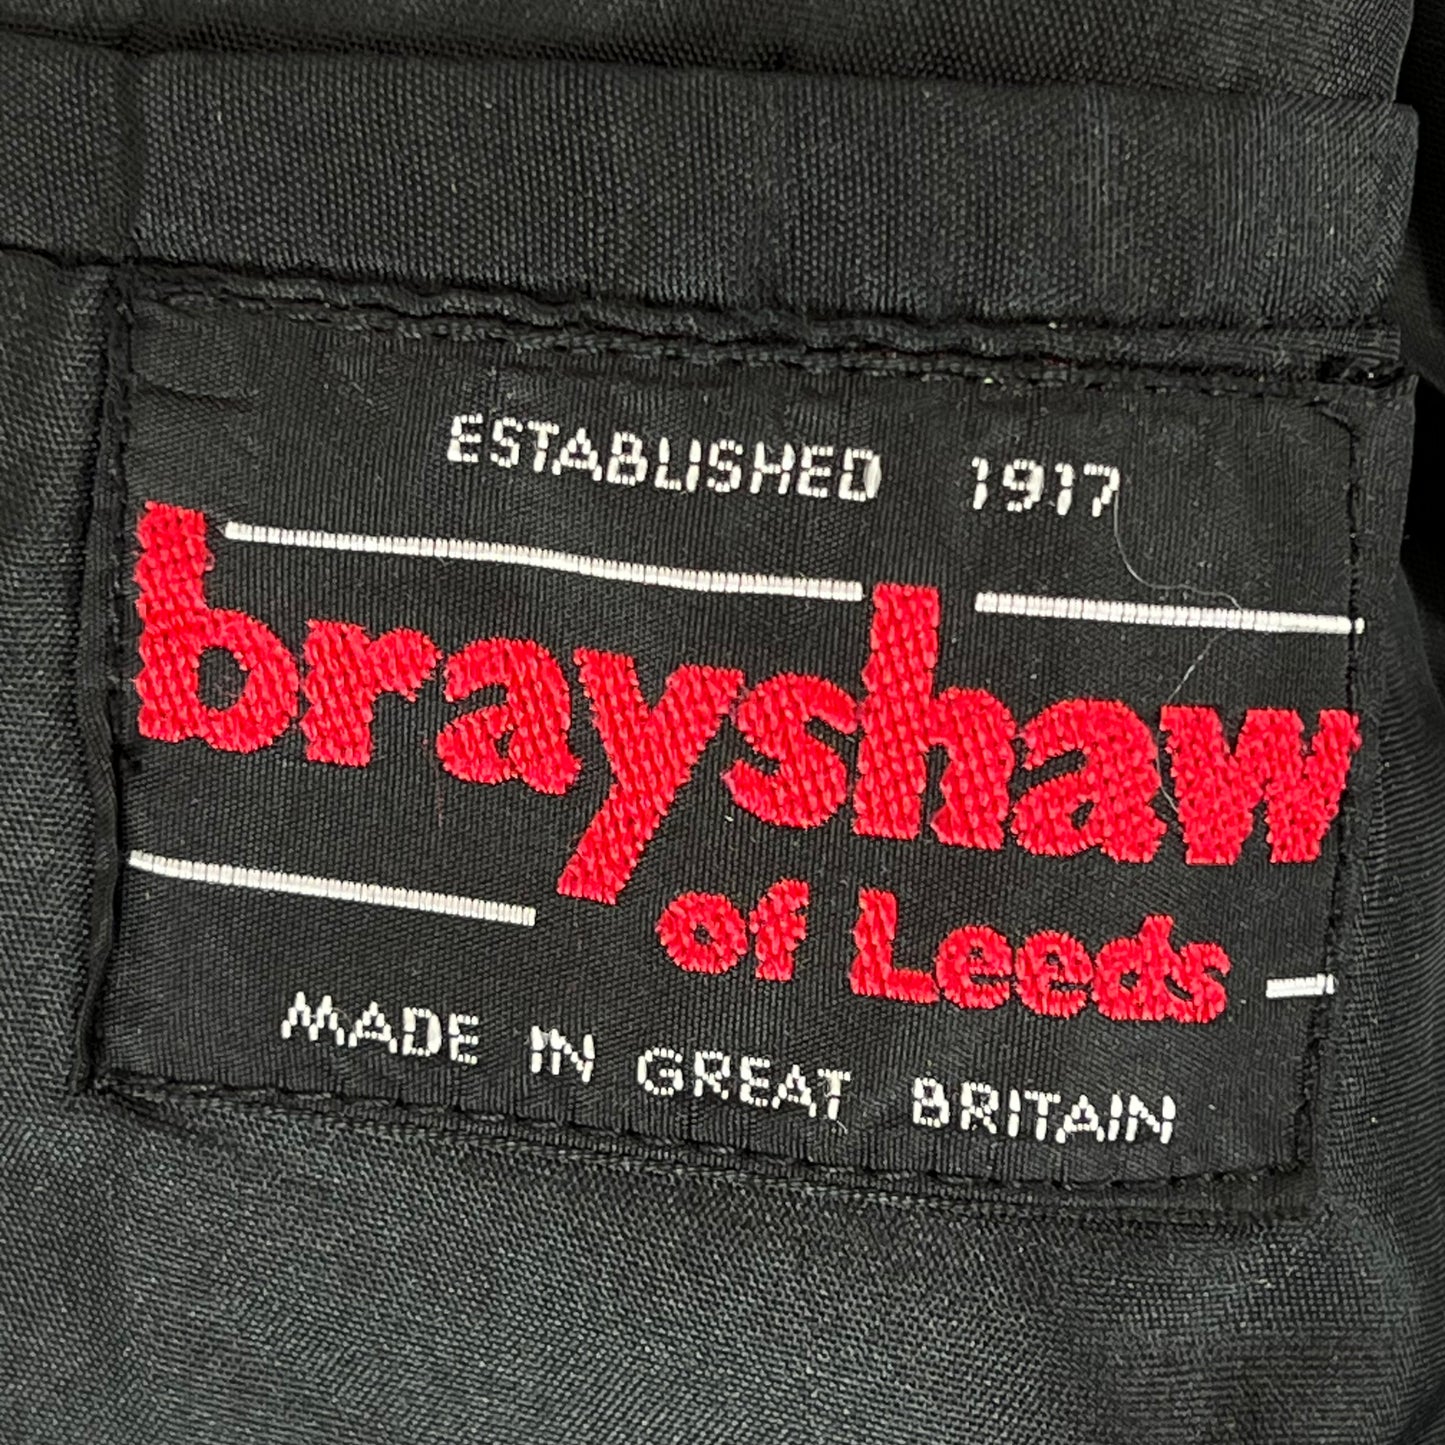 ESTABLISHED 1917
brayshaw
of Leeds
MADE IN GREAT BRITAIN